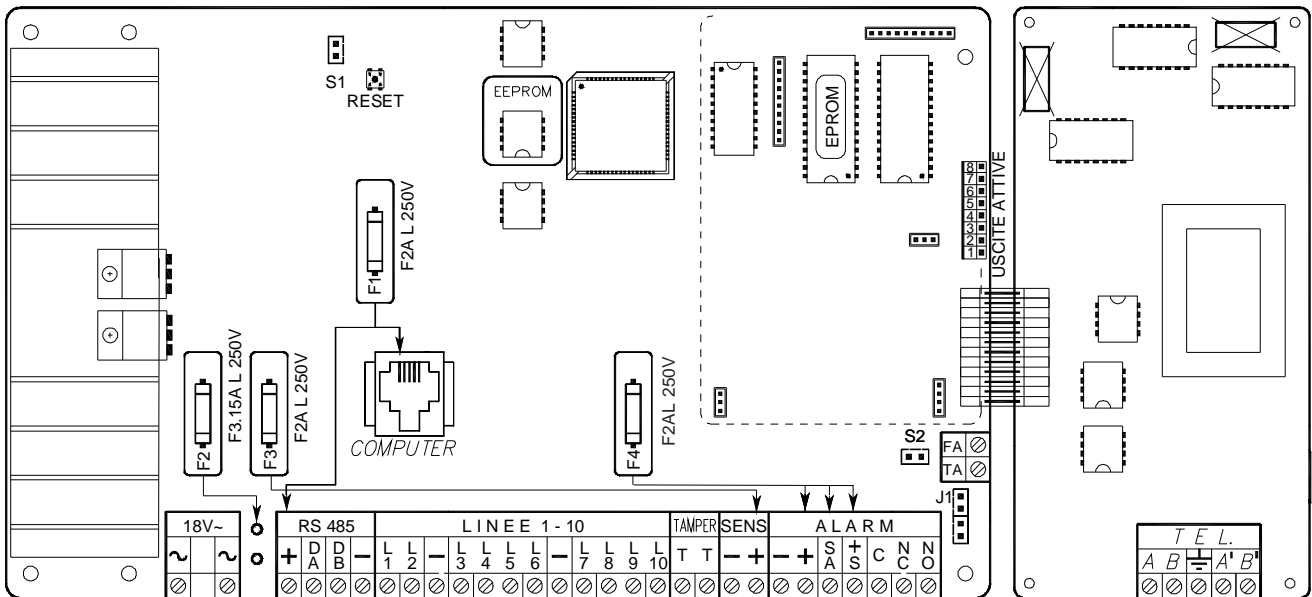 S1
RESET
EEPROM
EPROM
8
7
6
5
4
3
2
1
USCITE ATTIVE
F1
F2A L 250V
F2
F3.15A L 250V
F3
F2A L 250V
COMPUTER
F4
F2AL 250V
S2
FA
TA
J1
18V~
~ ~
RS 485
+ DA DB –
LINEE 1 - 10
L1 L2 – L3 L4 L5 L6 – L7 L8 L9 L10
TAMPER
T T
SENS
– +
ALARM
– + SA +S C NC NO
TEL.
A B A' B'